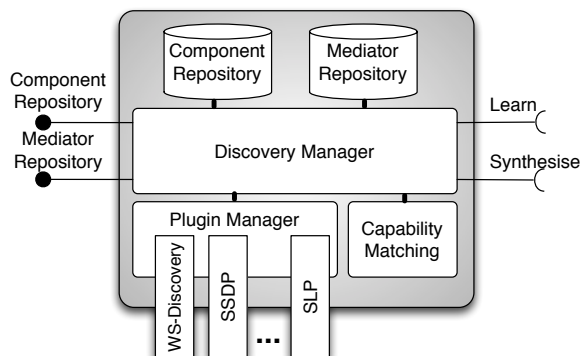 Component
Repository
Mediator
Repository
Component
Repository
Mediator
Repository
Discovery Manager
Learn
Synthesise
Plugin Manager
Capability
Matching
WS-Discovery
SSDP
...
SLP